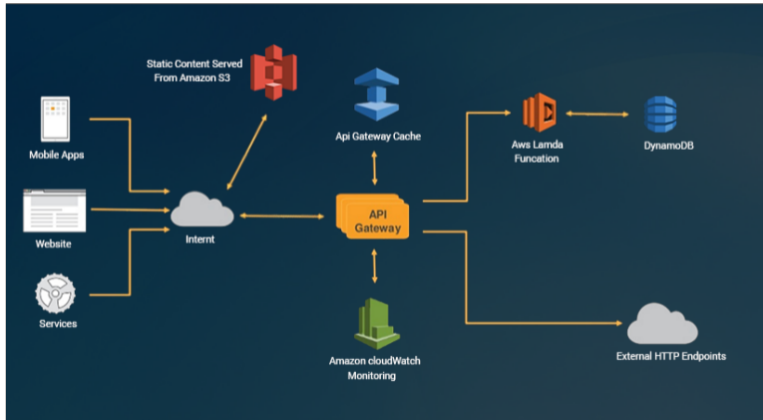 Static Content Served
From Amazon S3
Mobile Apps
Api Gateway Cache
Aws Lamda
Funcation
DynamoDB
API
Gateway
Website
Internt
Services
Amazon cloudWatch
Monitoring
External HTTP Endpoints